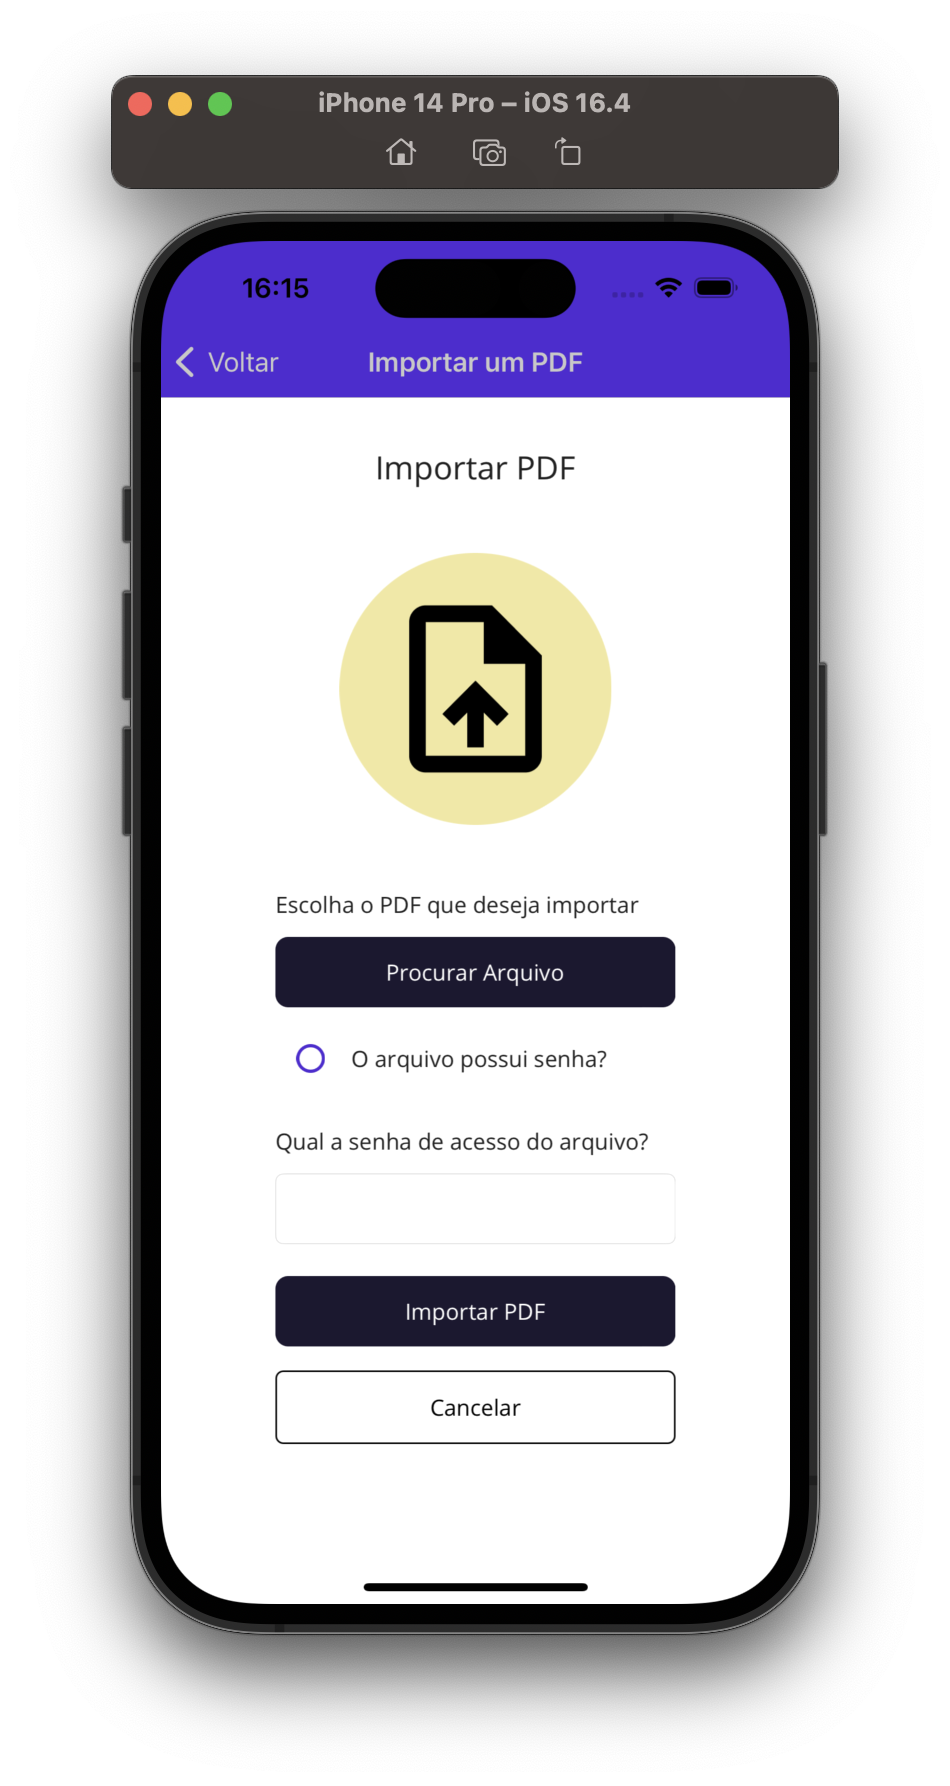 iPhone 14 Pro – iOS 16.4
16:15
Voltar
Importar um PDF
Importar PDF
Escolha o PDF que deseja importar
Procurar Arquivo
O arquivo possui senha?
Qual a senha de acesso do arquivo?
Importar PDF
Cancelar